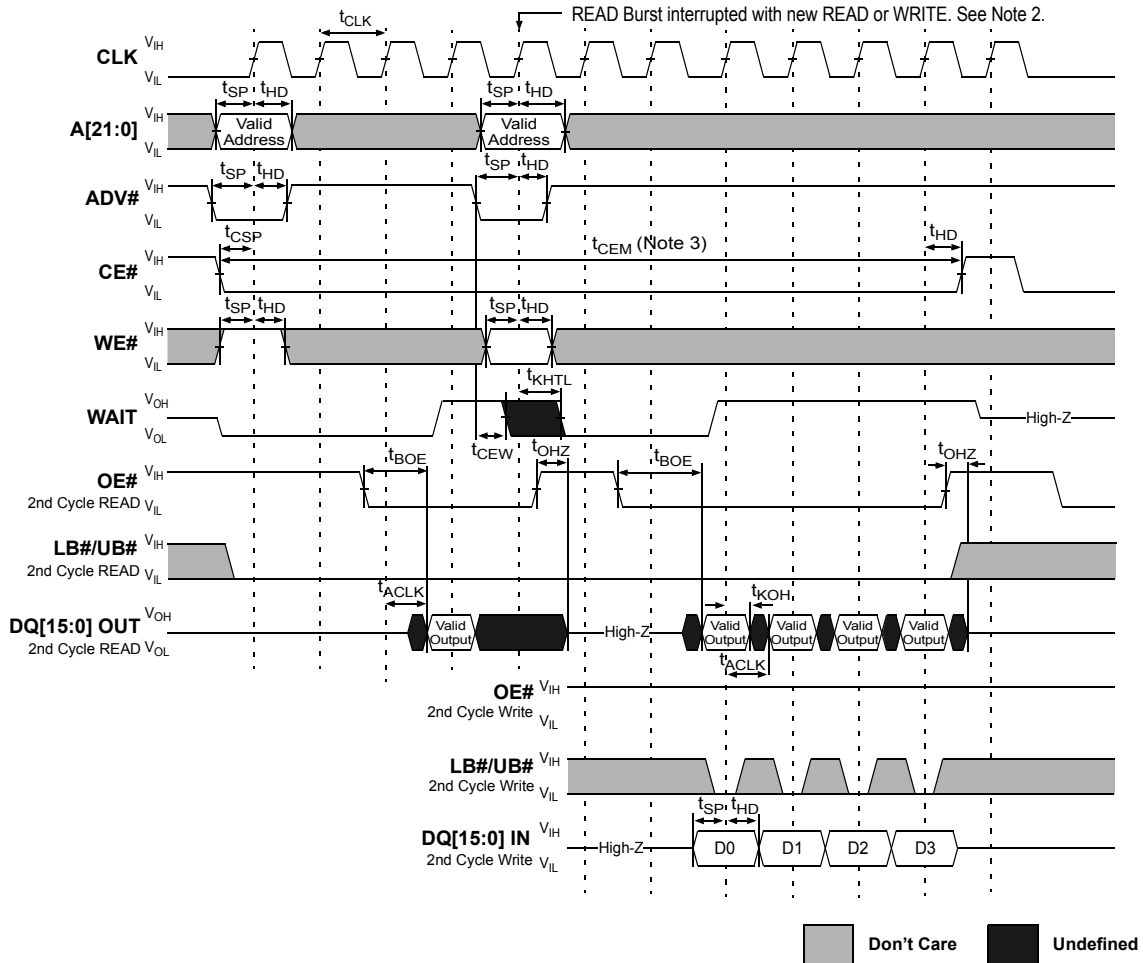 READ Burst interrupted with new READ or WRITE. See Note 2.
tCLK
CLK VIH
VIL
tSP tHD tSP tHD
A[21:0] VIH
VIL
Valid Address
Valid Address
tSP tHD tSP tHD
ADV# VIH
VIL
tCSP
tCEM (Note 3)
tHD
CE# VIH
VIL
tSP tHD tSP tHD
WE# VIH
VIL
tKHTL
WAIT VOH
VOL
High-Z
tCEW
tBOE tOHZ tBOE tOHZ
OE# VIH
2nd Cycle READ VIL
LB#/UB# VIH
2nd Cycle READ VIL
tACLK
tKOH
DQ[15:0] OUT VOH
2nd Cycle READ VOL
Valid Output
High-Z
Valid Output
Valid Output
Valid Output
Valid Output
tACLK
OE# VIH
2nd Cycle Write VIL
LB#/UB# VIH
2nd Cycle Write VIL
tSP tHD
DQ[15:0] IN VIH
2nd Cycle Write VIL
High-Z
D0 D1 D2 D3
Don't Care
Undefined